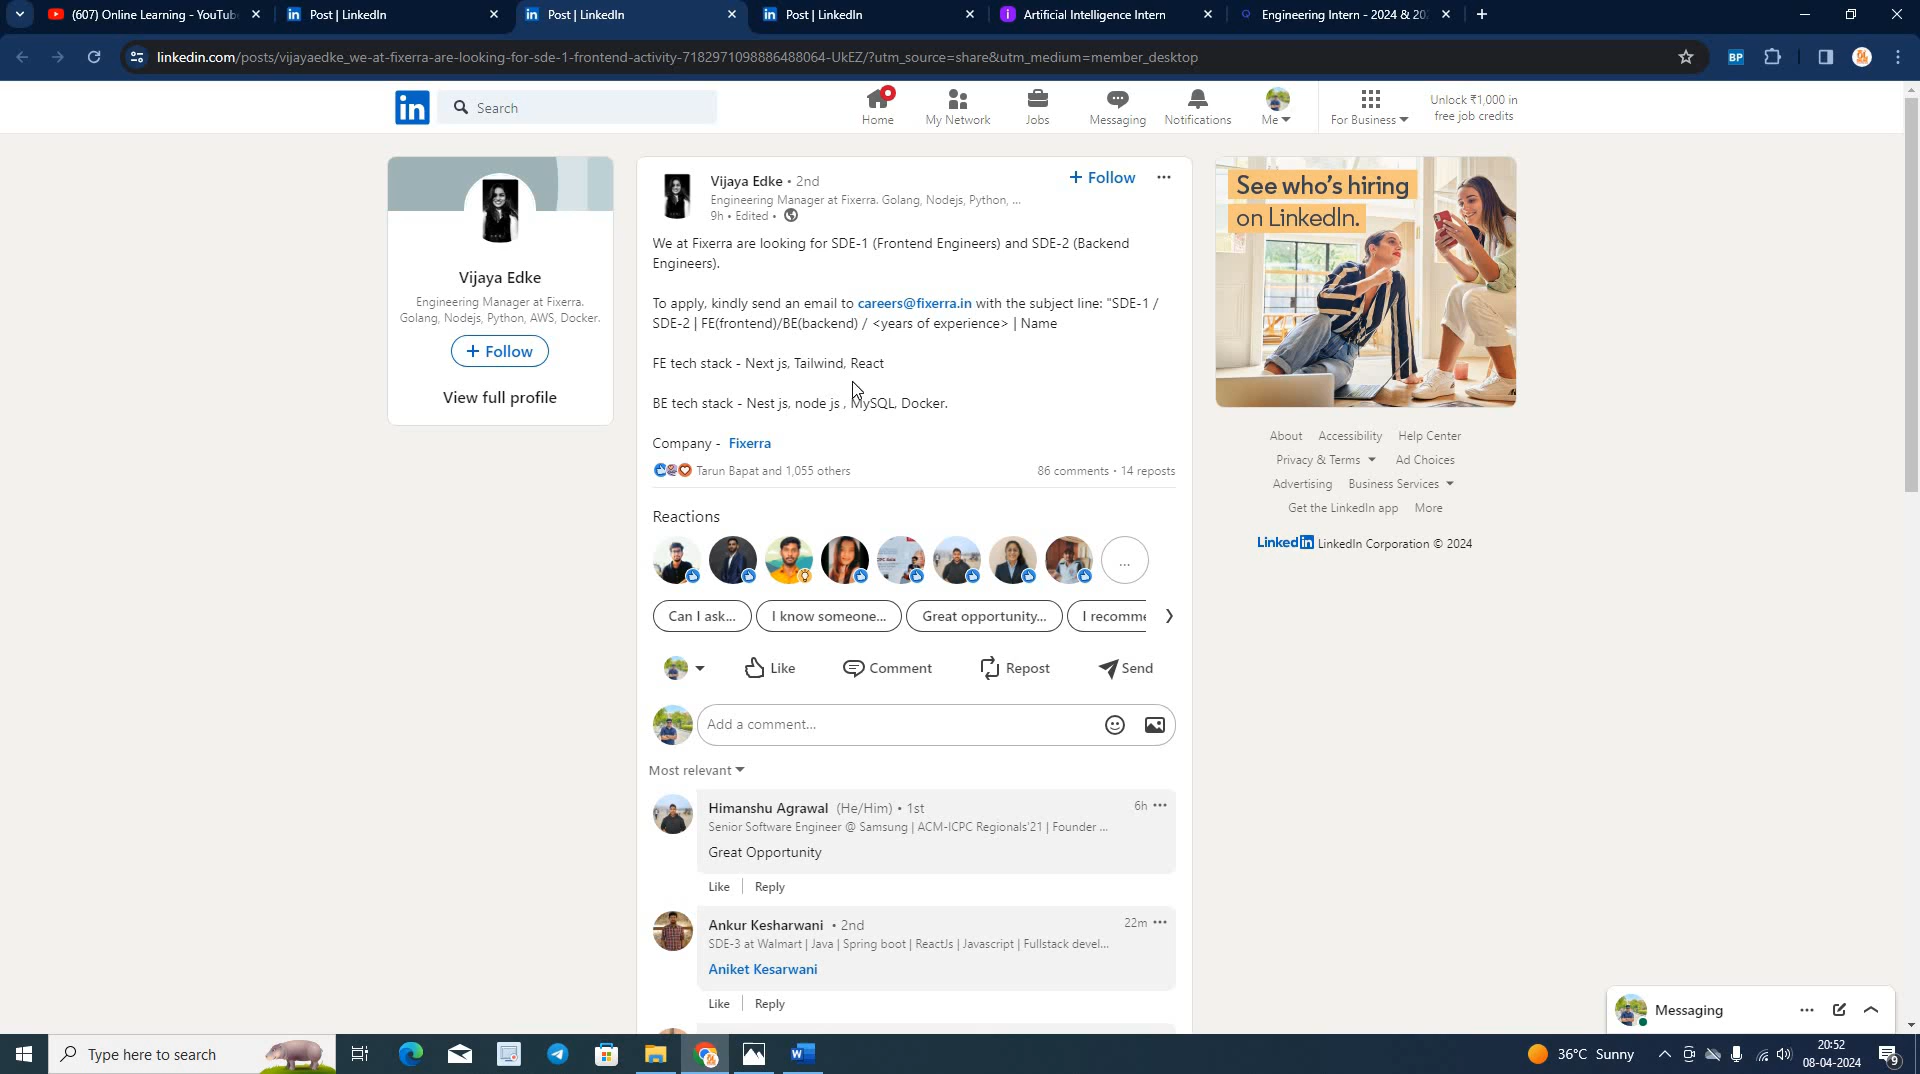 (607) Online Learning - YouTub
Post | LinkedIn
Post | LinkedIn
Post | LinkedIn
Artificial Intelligence Intern
Engineering Intern - 2024 & 20
linkedin.com/posts/vijayaedke_we-at-fixerra-are-looking-for-sde-1-frontend-activity-7182971098886488064-UkEZ/?utm_source=share&utm_medium=member_desktop
BP
in
Search
Home
My Network
Jobs
Messaging
Notifications
Me
For Business
Unlock ₹1,000 in
free job credits
Vijaya Edke
Engineering Manager at Fixerra.
Golang, Nodejs, Python, AWS, Docker.
+ Follow
View full profile
Vijaya Edke • 2nd
Engineering Manager at Fixerra. Golang, Nodejs, Python, ...
9h • Edited •
+ Follow
We at Fixerra are looking for SDE-1 (Frontend Engineers) and SDE-2 (Backend
Engineers).
To apply, kindly send an email to careers@fixerra.in with the subject line: "SDE-1 /
SDE-2 | FE(frontend)/BE(backend) / <years of experience> | Name
FE tech stack - Next js, Tailwind, React
BE tech stack - Nest js, node js , MySQL, Docker.
Company - Fixerra
Tarun Bapat and 1,055 others
86 comments • 14 reposts
Reactions
...
Can I ask...
I know someone...
Great opportunity...
I recomme
Like
Comment
Repost
Send
Add a comment...
Most relevant
Himanshu Agrawal (He/Him) • 1st
6h
Senior Software Engineer @ Samsung | ACM-ICPC Regionals'21 | Founder ...
Great Opportunity
Like
Reply
Ankur Kesharwani • 2nd
22m
SDE-3 at Walmart | Java | Spring boot | ReactJs | Javascript | Fullstack devel...
Aniket Kesarwani
Like
Reply
See who's hiring
on LinkedIn.
About
Accessibility
Help Center
Privacy & Terms
Ad Choices
Advertising
Business Services
Get the LinkedIn app
More
LinkedIn LinkedIn Corporation © 2024
Messaging
Type here to search
36°C Sunny
20:52
08-04-2024
9